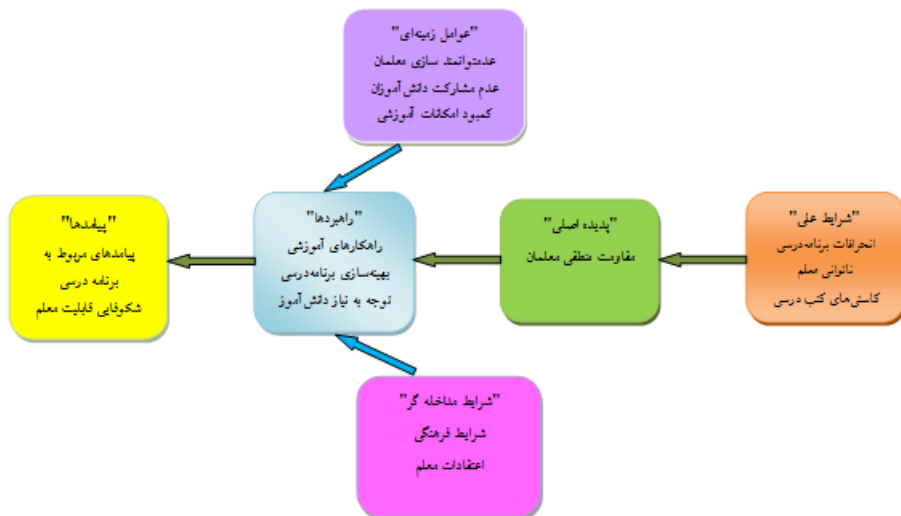 "عوامل زمینه‌ای"
عدمتوانمند سازی معلمان
عدم مشارکت دانش‌آموزان
کمبود امکانات آموزشی
"شرایط علی"
انحرافات برنامه‌درسی
ناتوانی معلم
کاستی‌های کتب درسی
"پدیده اصلی"
مقاومت منطقی معلمان
"راهبردها"
راهکارهای آموزشی
بهینه‌سازی برنامه‌درسی
توجه به نیاز دانش‌آموز
"پیامدها"
پیامدهای مربوط به
برنامه درسی
شکوفایی قابلیت معلم
"شرایط مداخله گر"
شرایط فرهنگی
اعتقادات معلم